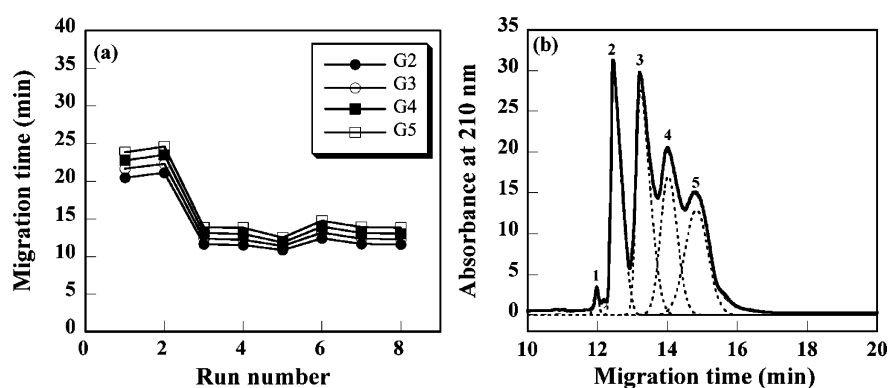 (a)
G2
G3
G4
G5
Migration time (min)
40
35
30
25
20
15
10
5
0
0 2 4 6 8
Run number
(b)
1
2
3
4
5
Absorbance at 210 nm
35
30
25
20
15
10
5
0
10 12 14 16 18 20
Migration time (min)